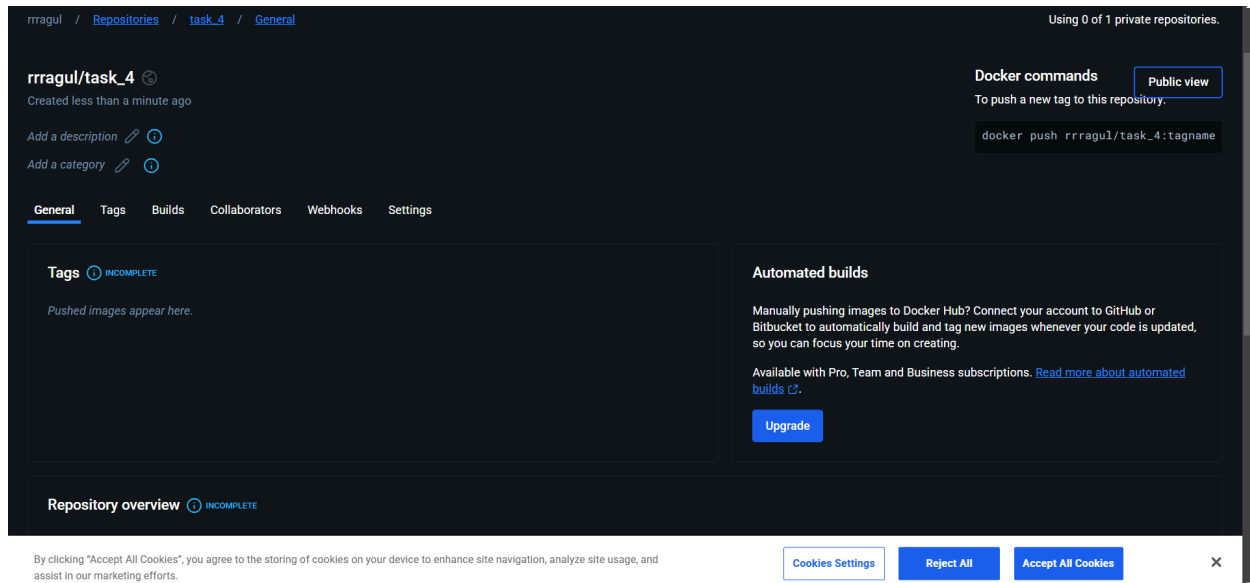 rrragul / Repositories / task_4 / General
Using 0 of 1 private repositories.
rrragul/task_4
Created less than a minute ago
Add a description
Add a category
Docker commands
Public view
To push a new tag to this repository:
docker push rrragul/task_4:tagname
General Tags Builds Collaborators Webhooks Settings
Tags INCOMPLETE
Pushed images appear here.
Automated builds
Manually pushing images to Docker Hub? Connect your account to GitHub or
Bitbucket to automatically build and tag new images whenever your code is updated,
so you can focus your time on creating.
Available with Pro, Team and Business subscriptions. Read more about automated
builds.
Upgrade
Repository overview INCOMPLETE
By clicking “Accept All Cookies”, you agree to the storing of cookies on your device to enhance site navigation, analyze site usage, and
assist in our marketing efforts.
Cookies Settings
Reject All
Accept All Cookies